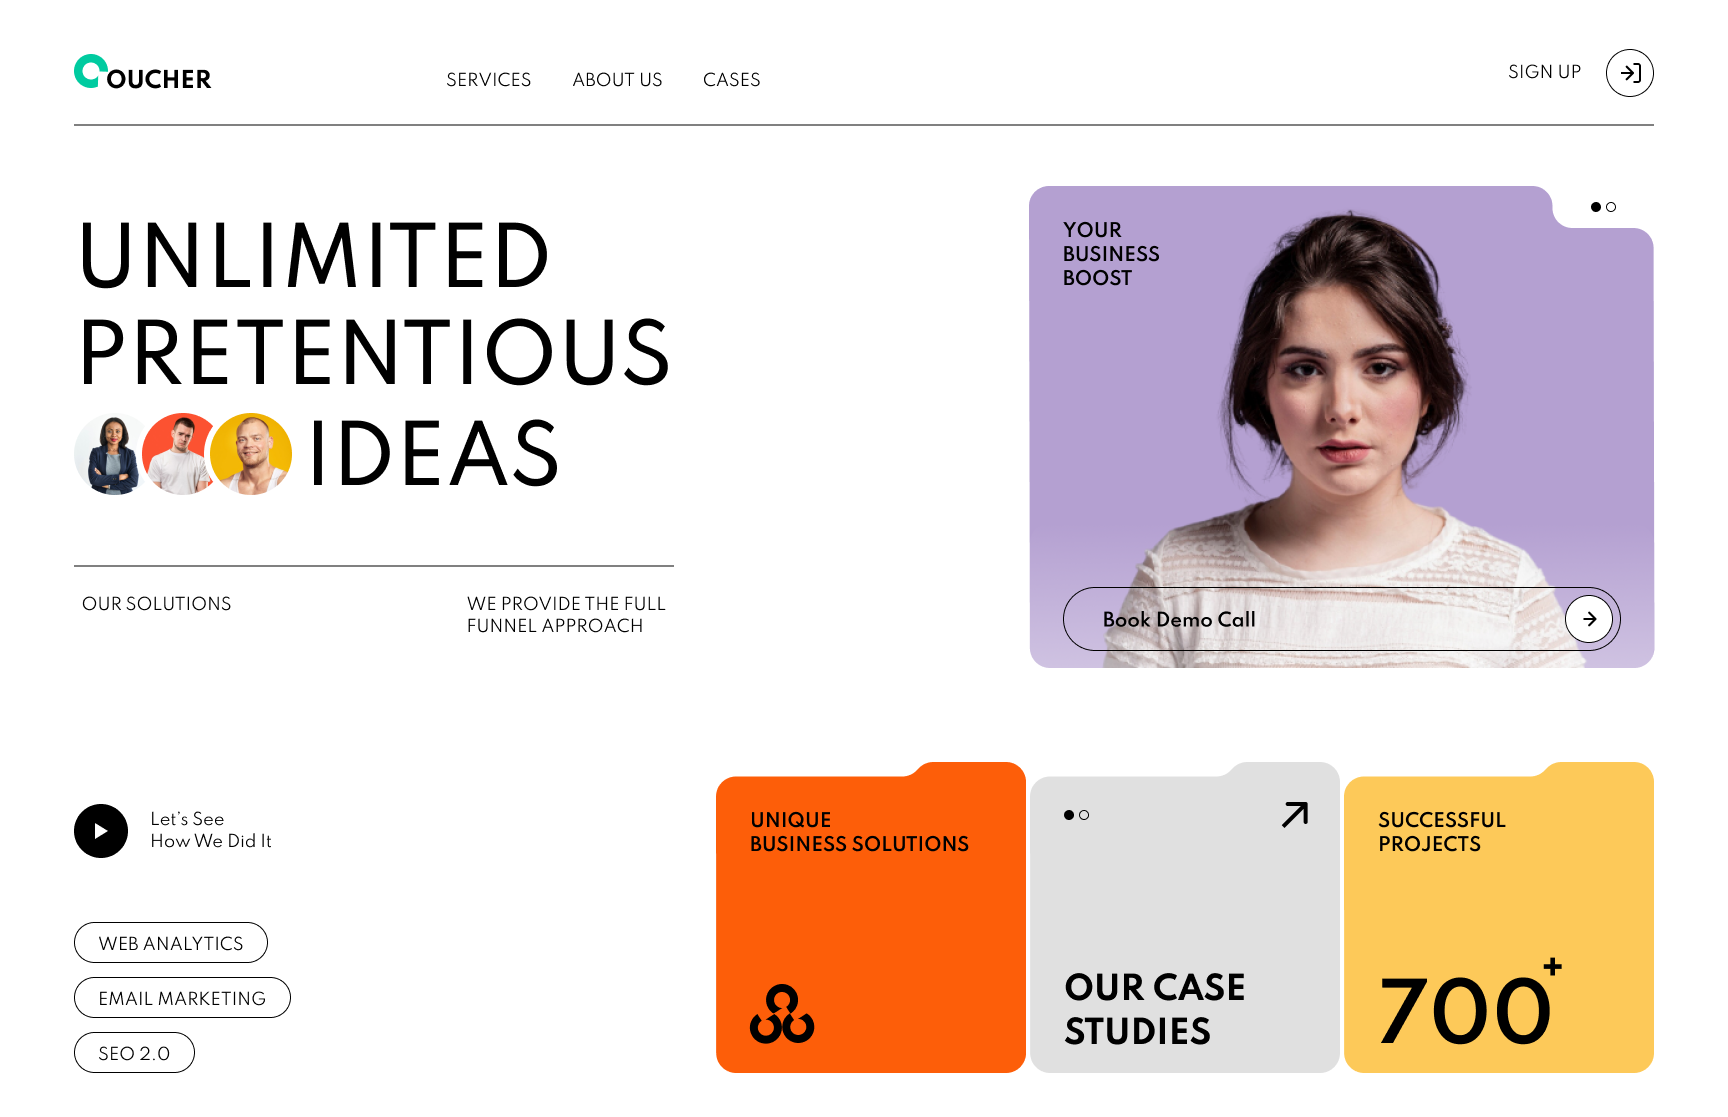 OUCHER
SERVICES
ABOUT US
CASES
SIGN UP
UNLIMITED
PRETENTIOUS
IDEAS
OUR SOLUTIONS
WE PROVIDE THE FULL
FUNNEL APPROACH
YOUR
BUSINESS
BOOST
Book Demo Call
Let's See
How We Did It
WEB ANALYTICS
EMAIL MARKETING
SEO 2.0
UNIQUE
BUSINESS SOLUTIONS
OUR CASE
STUDIES
SUCCESSFUL
PROJECTS
700+